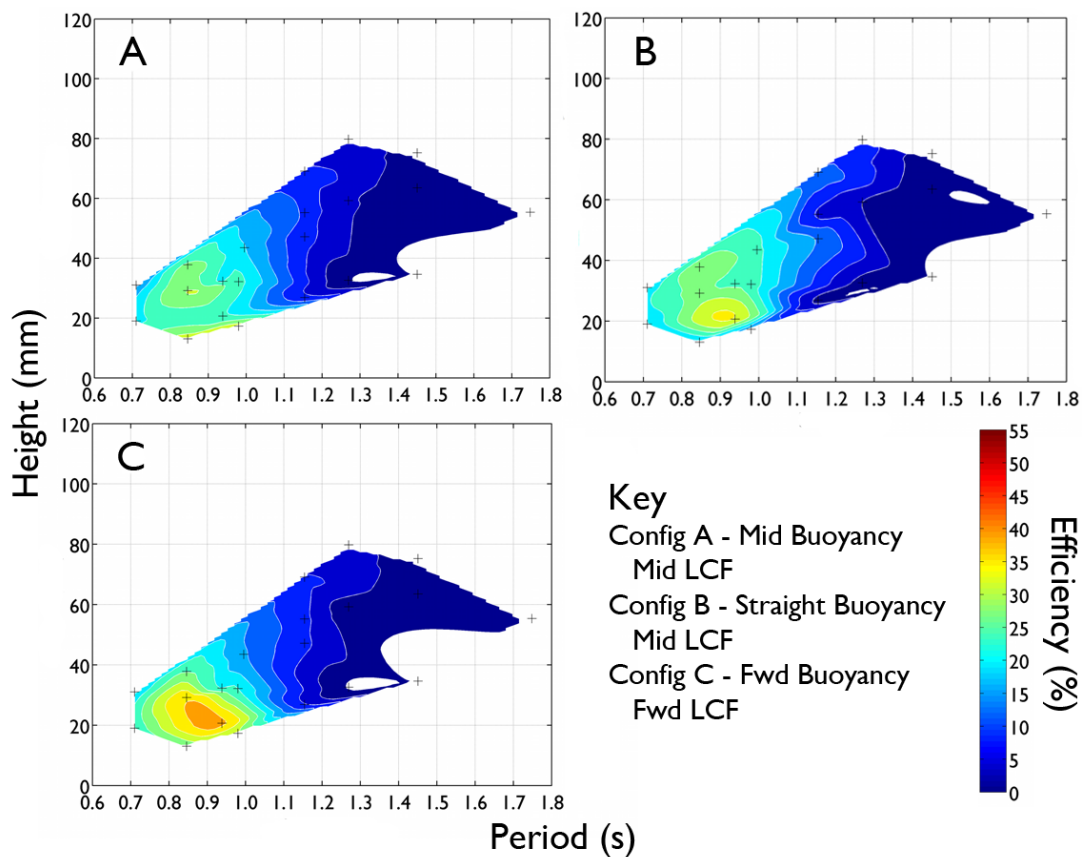 A
120
100
80
60
40
20
0
0.6 0.7 0.8 0.9 1.0 1.1 1.2 1.3 1.4 1.5 1.6 1.7 1.8
B
120
100
80
60
40
20
0
0.6 0.7 0.8 0.9 1.0 1.1 1.2 1.3 1.4 1.5 1.6 1.7 1.8
Height (mm)
C
120
100
80
60
40
20
0
0.6 0.7 0.8 0.9 1.0 1.1 1.2 1.3 1.4 1.5 1.6 1.7 1.8
Period (s)
Key
Config A - Mid Buoyancy
Mid LCF
Config B - Straight Buoyancy
Mid LCF
Config C - Fwd Buoyancy
Fwd LCF
55
50
45
40
35
30
25
20
15
10
5
0
Efficiency (%)